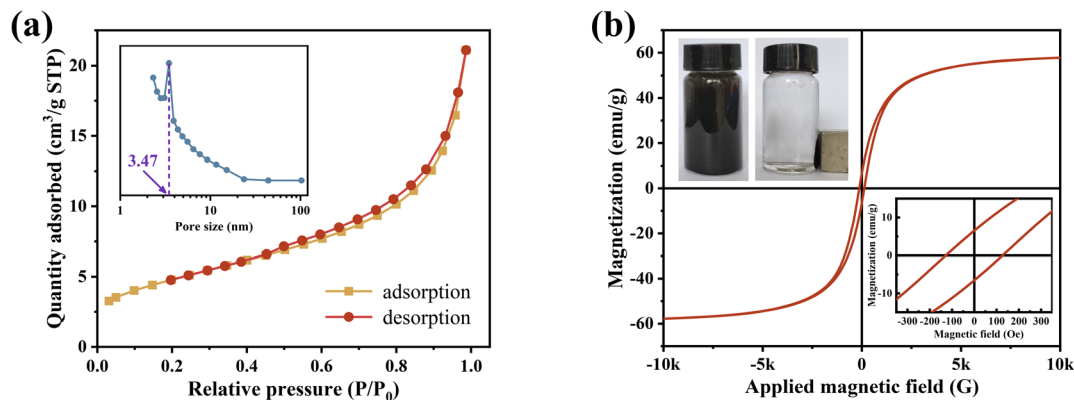 (a)
Quantity adsorbed (cm³/g STP)
20
15
10
5
0
0.0 0.2 0.4 0.6 0.8 1.0
Relative pressure (P/P₀)
3.47
1 10 100
Pore size (nm)
adsorption
desorption
(b)
Magnetization (emu/g)
60
40
20
0
-20
-40
-60
-10k -5k 0 5k 10k
Applied magnetic field (G)
Magnetization (emu/g)
10
0
-10
-300 -200 -100 0 100 200 300
Magnetic field (Oe)